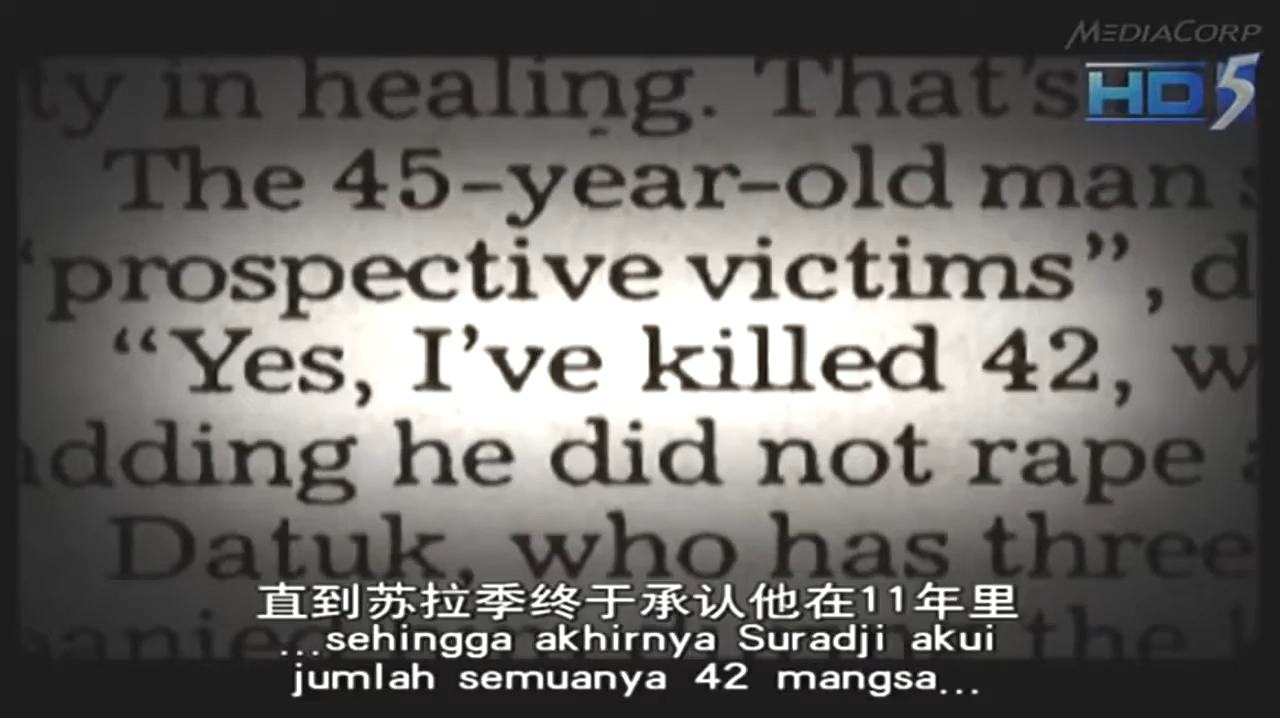 MEDIACORP
HD5
ty in healing. That's
The 45-year-old man
"prospective victims", d
"Yes, I've killed 42, w
adding he did not rape
Datuk, who has three
the
直到苏拉季终于承认他在11年里
...sehingga akhirnya Suradji akui
jumlah semuanya 42 mangsa...